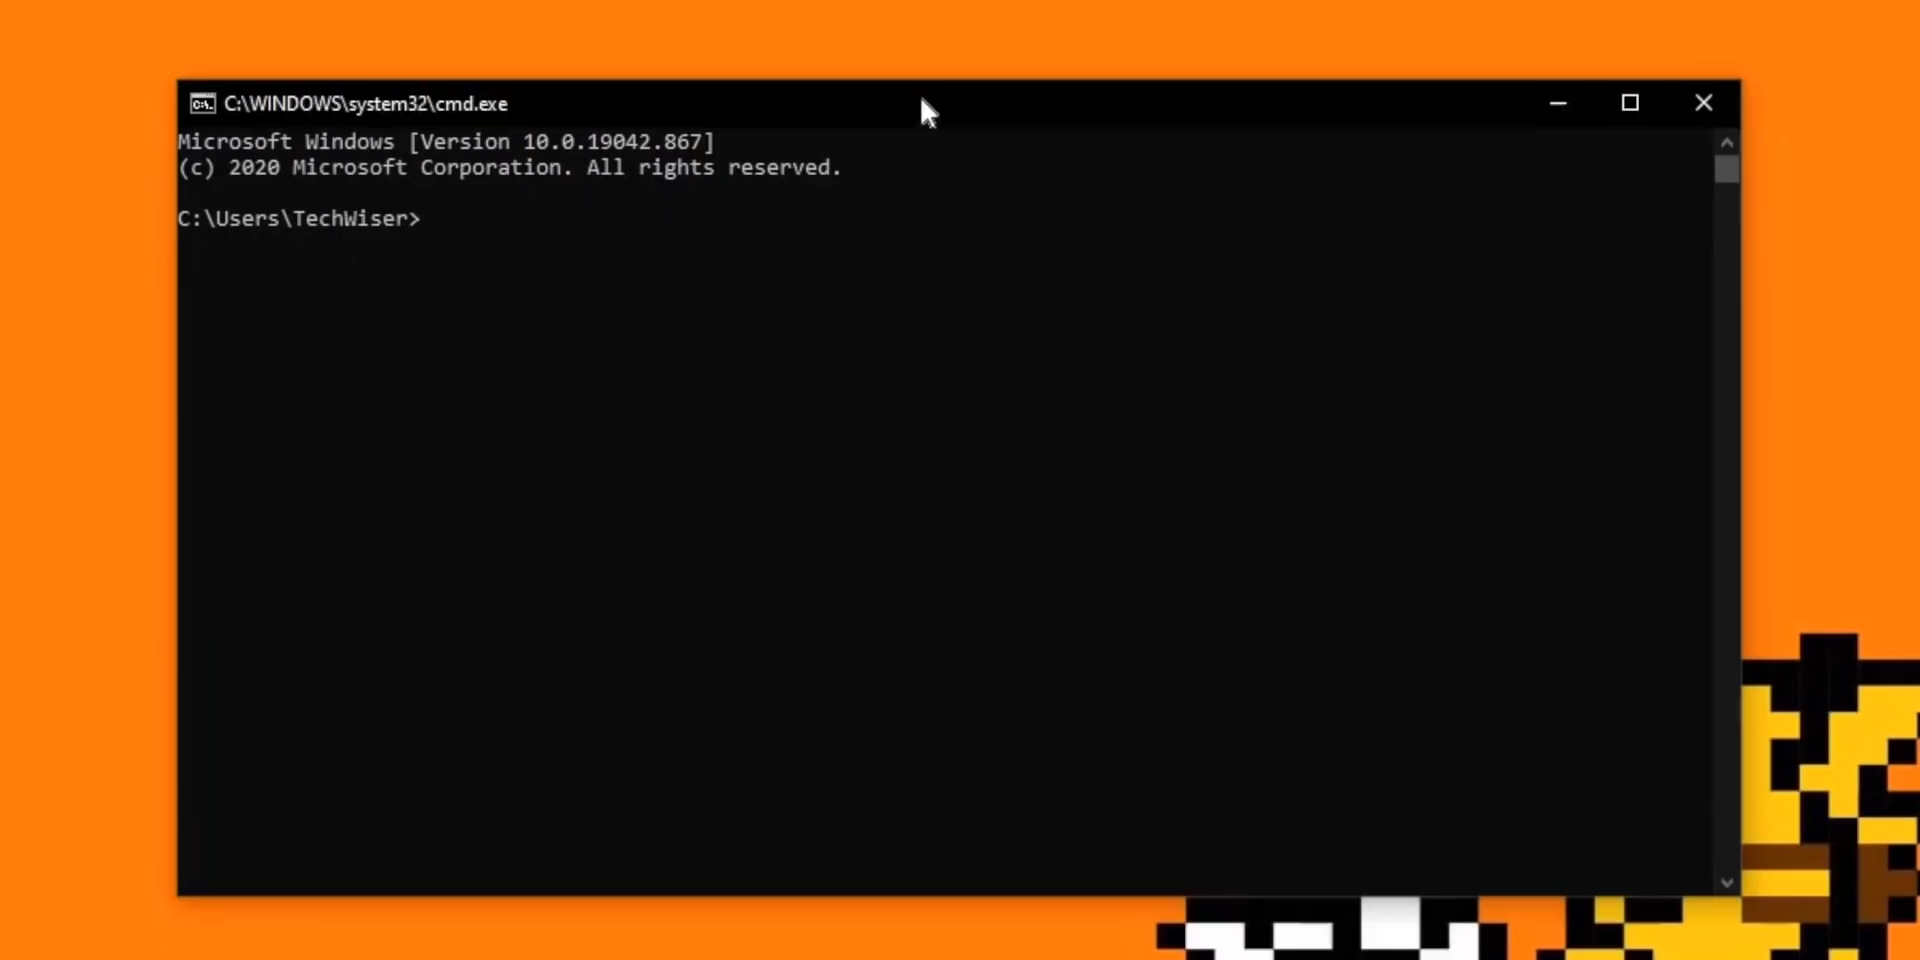 C:\WINDOWS\system32\cmd.exe
Microsoft Windows [Version 10.0.19042.867]
(c) 2020 Microsoft Corporation. All rights reserved.
C:\Users\TechWiser>